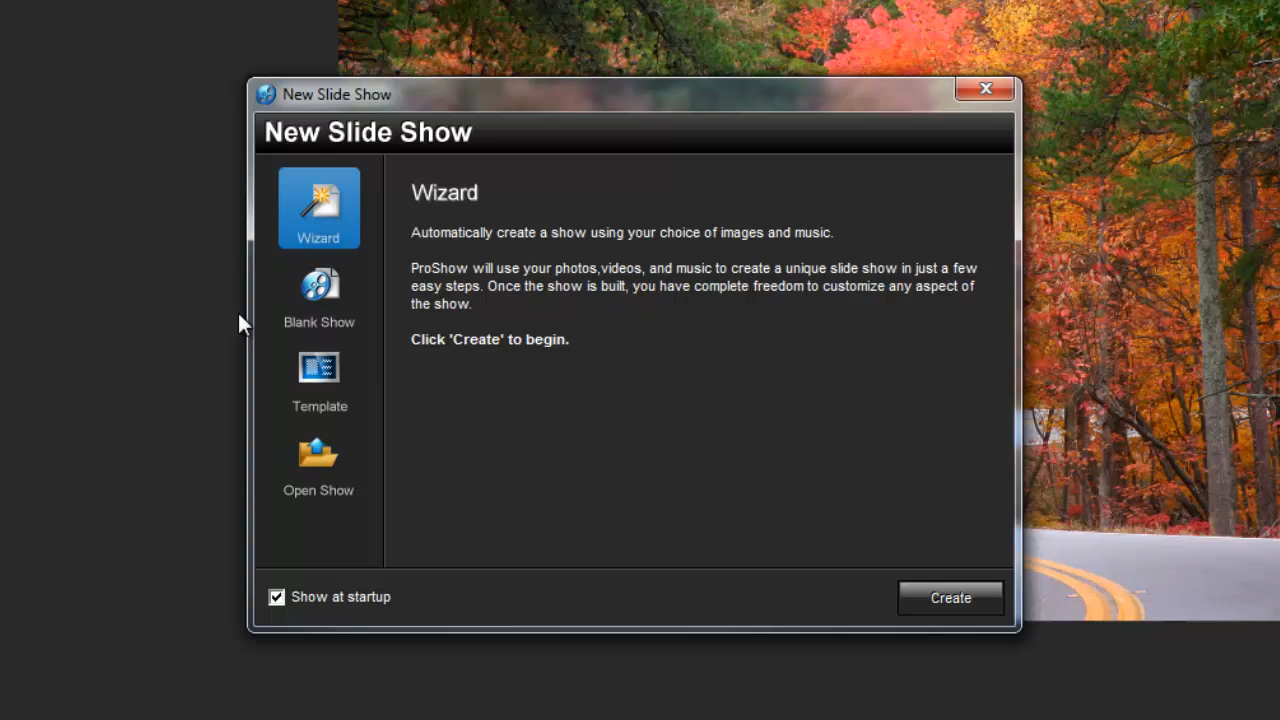 New Slide Show
New Slide Show
Wizard
Blank Show
Template
Open Show
Wizard
Automatically create a show using your choice of images and music.
ProShow will use your photos,videos, and music to create a unique slide show in just a few
easy steps. Once the show is built, you have complete freedom to customize any aspect of
the show.
Click 'Create' to begin.
Show at startup
Create